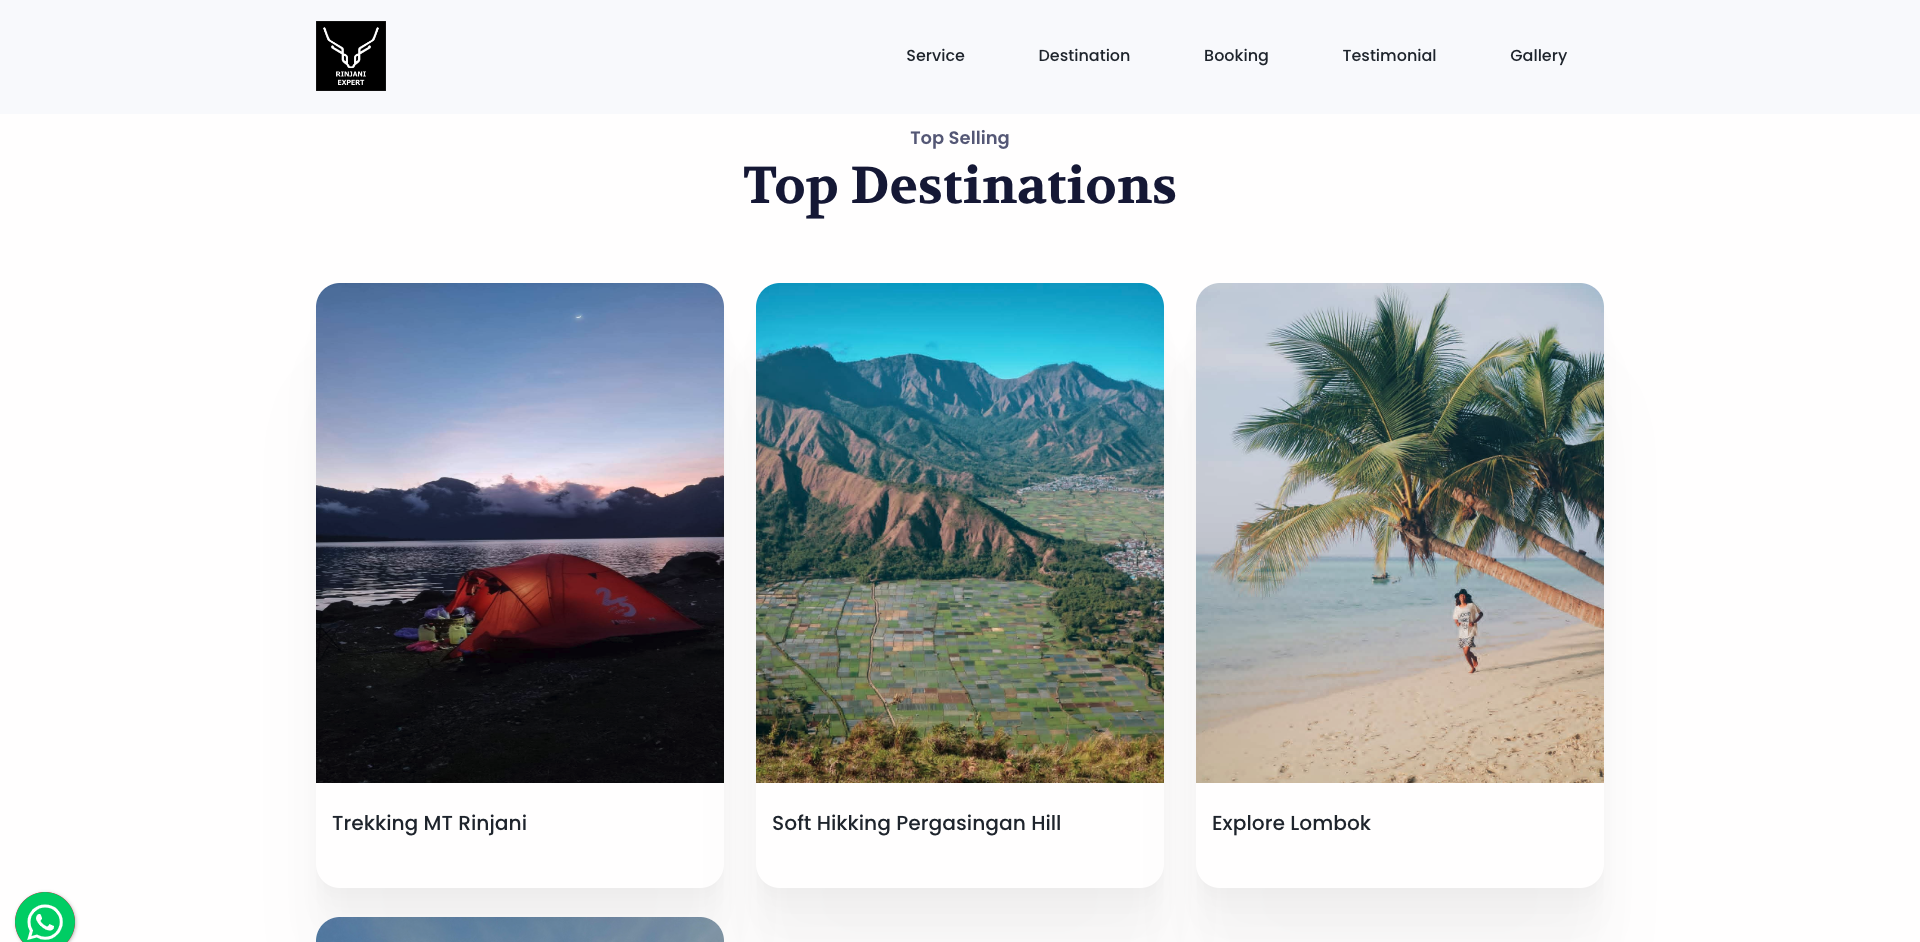 RINJANI
EXPERT
Service
Destination
Booking
Testimonial
Gallery
Top Selling
Top Destinations
Trekking MT Rinjani
Soft Hikking Pergasingan Hill
Explore Lombok